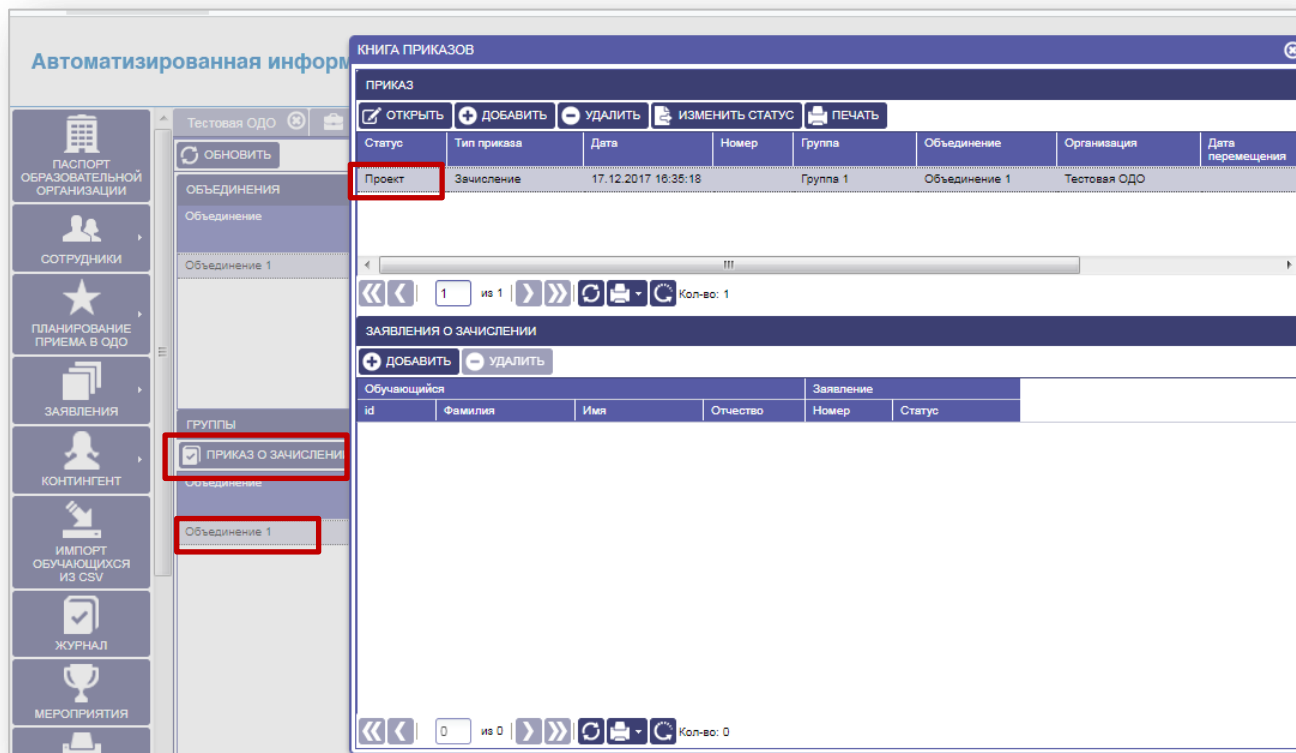 Автоматизированная информ
ПАСПОРТ
ОБРАЗОВАТЕЛЬНОЙ
ОРГАНИЗАЦИИ
СОТРУДНИКИ
ПЛАНИРОВАНИЕ
ПРИЕМА В ОДО
ЗАЯВЛЕНИЯ
КОНТИНГЕНТ
ИМПОРТ
ОБУЧАЮЩИХСЯ
ИЗ CSV
ЖУРНАЛ
МЕРОПРИЯТИЯ
Тестовая ОДО
ОБНОВИТЬ
ОБЪЕДИНЕНИЯ
Объединение
Объединение 1
ГРУППЫ
ПРИКАЗ О ЗАЧИСЛЕНИ
Объединение
Объединение 1
КНИГА ПРИКАЗОВ
ПРИКАЗ
ОТКРЫТЬ ДОБАВИТЬ УДАЛИТЬ ИЗМЕНИТЬ СТАТУС ПЕЧАТЬ
Статус Тип приказа Дата Номер Группа Объединение Организация Дата
перемещения
Проект Зачисление 17.12.2017 16:35:18 Группа 1 Объединение 1 Тестовая ОДО
1 из 1 Кол-во: 1
ЗАЯВЛЕНИЯ О ЗАЧИСЛЕНИИ
ДОБАВИТЬ УДАЛИТЬ
Обучающийся Заявление
id Фамилия Имя Отчество Номер Статус
0 из 0 Кол-во: 0